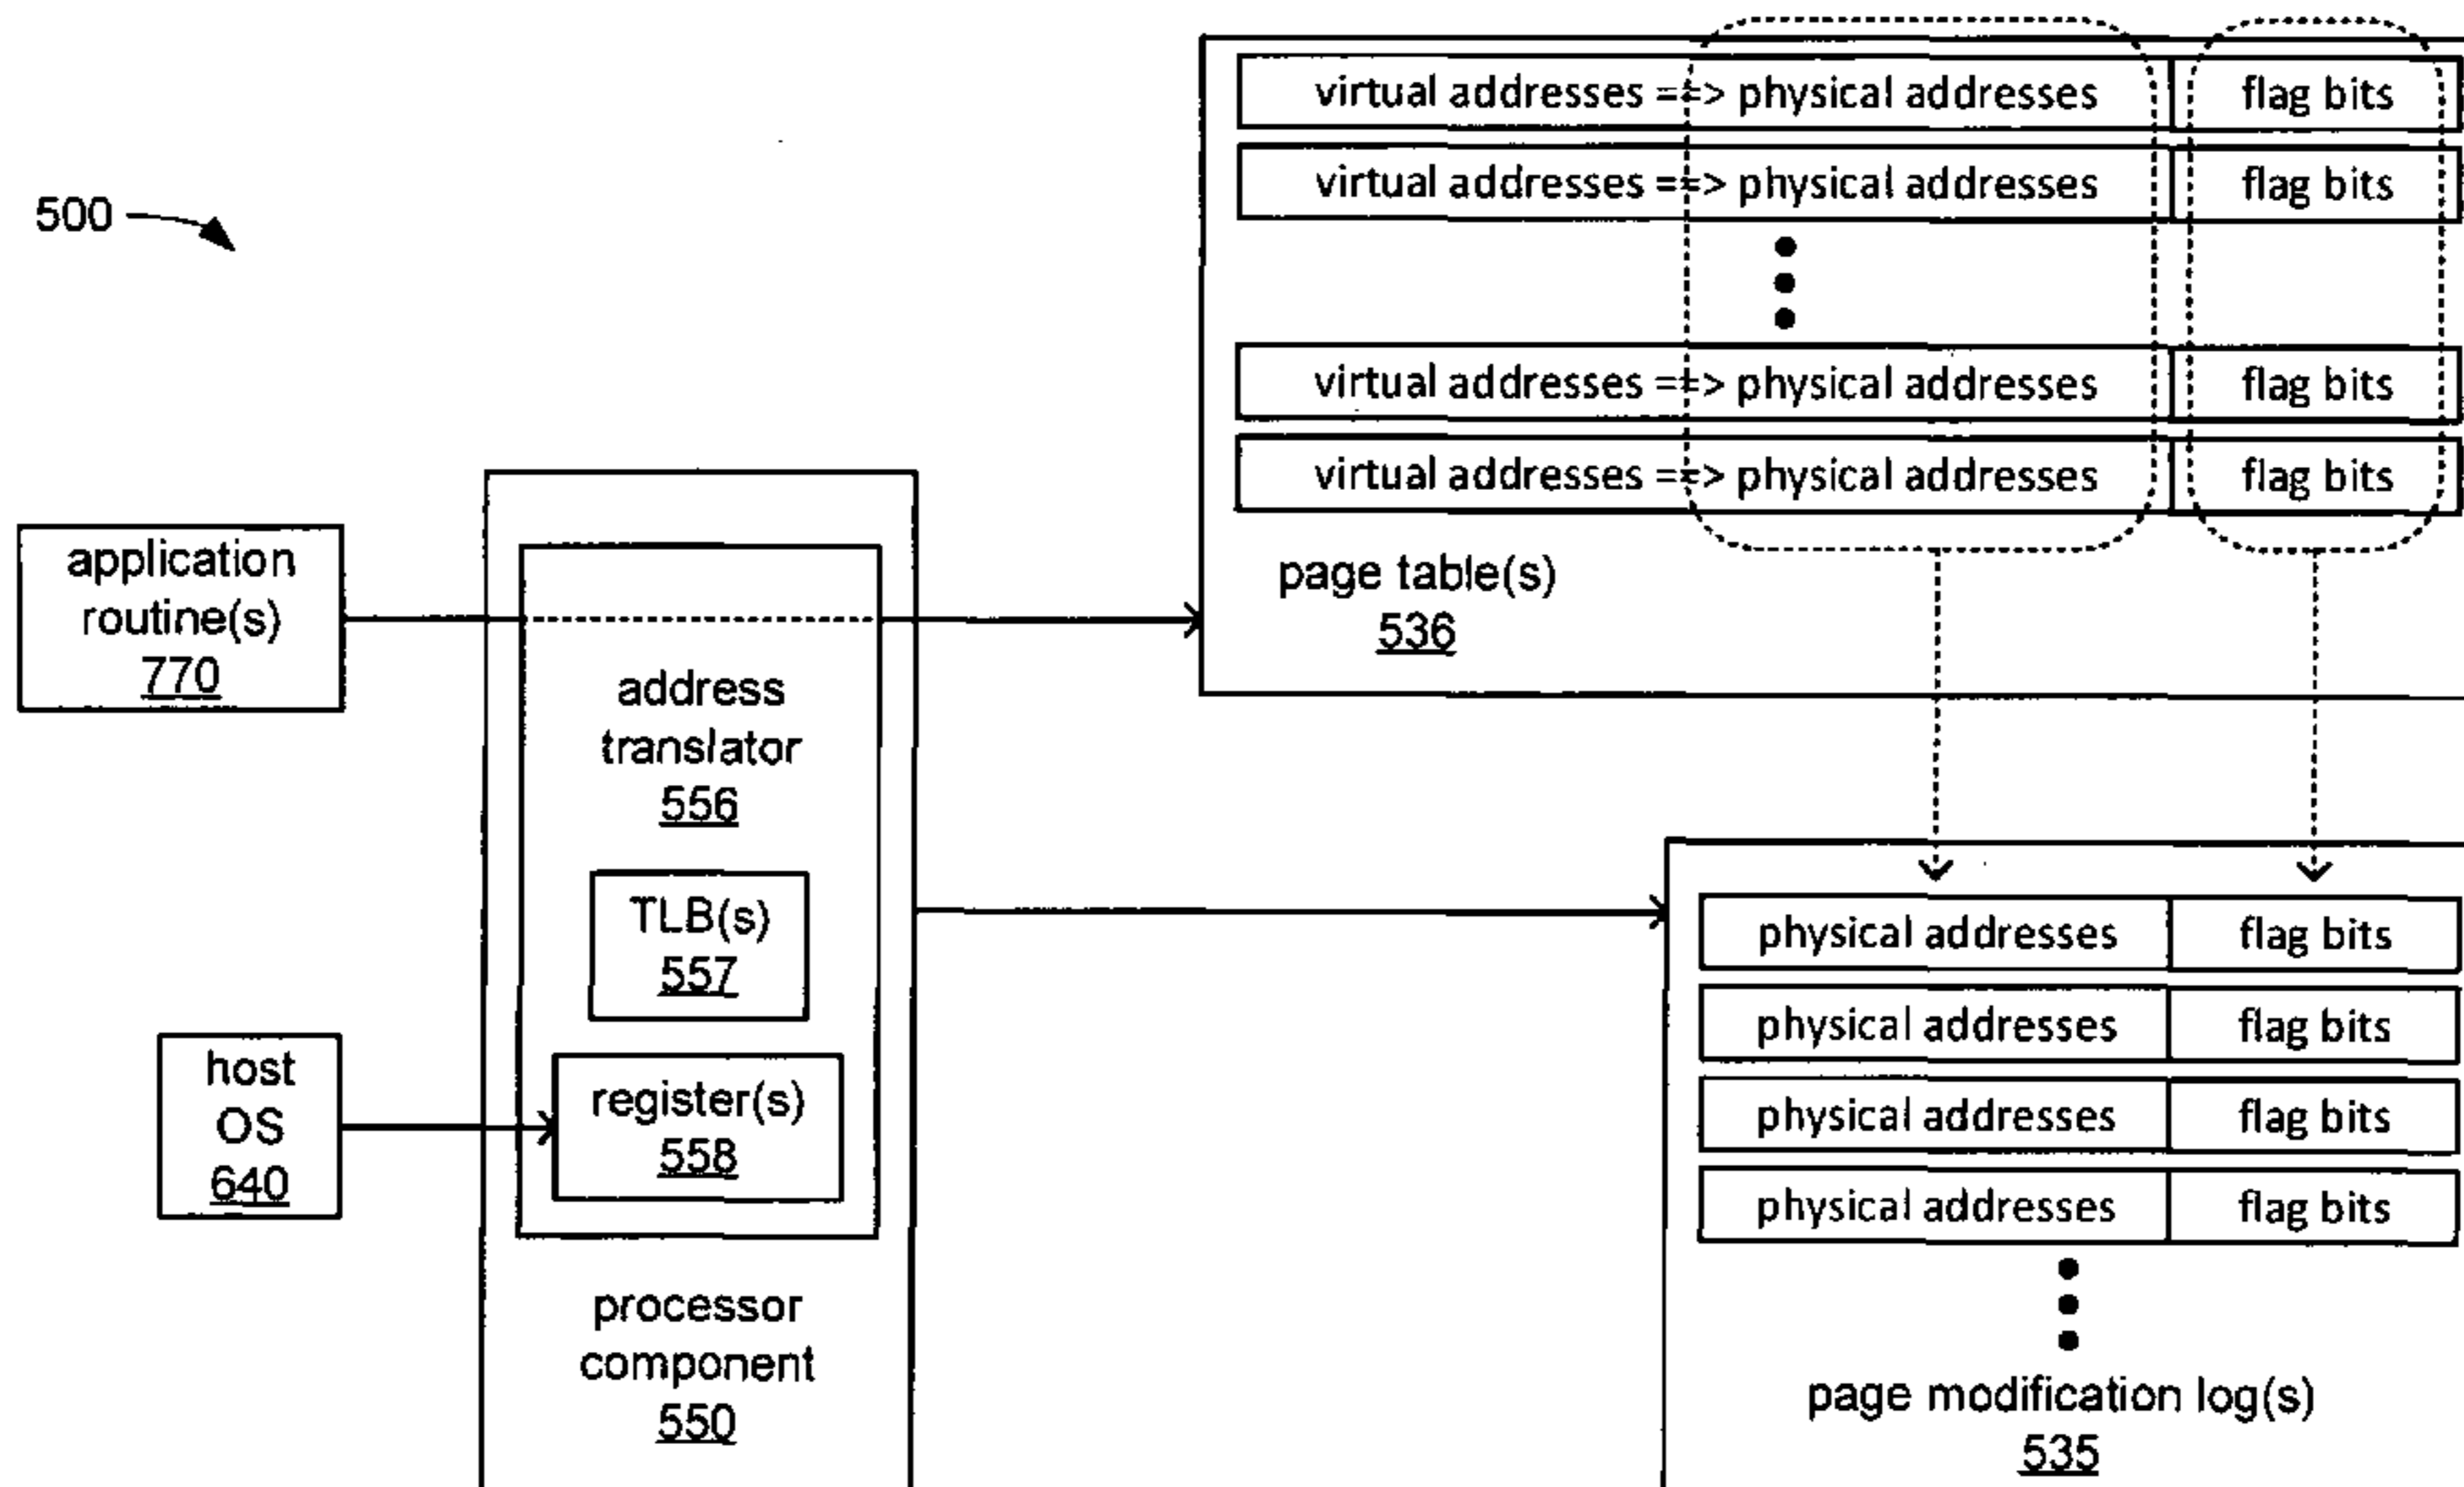 500
virtual addresses ==> physical addresses flag bits
virtual addresses ==> physical addresses flag bits
virtual addresses ==> physical addresses flag bits
virtual addresses ==> physical addresses flag bits
page table(s)
536
application
routine(s)
770
address
translator
556
TLB(s)
557
register(s)
558
host
OS
640
processor
component
550
physical addresses flag bits
physical addresses flag bits
physical addresses flag bits
physical addresses flag bits
page modification log(s)
535